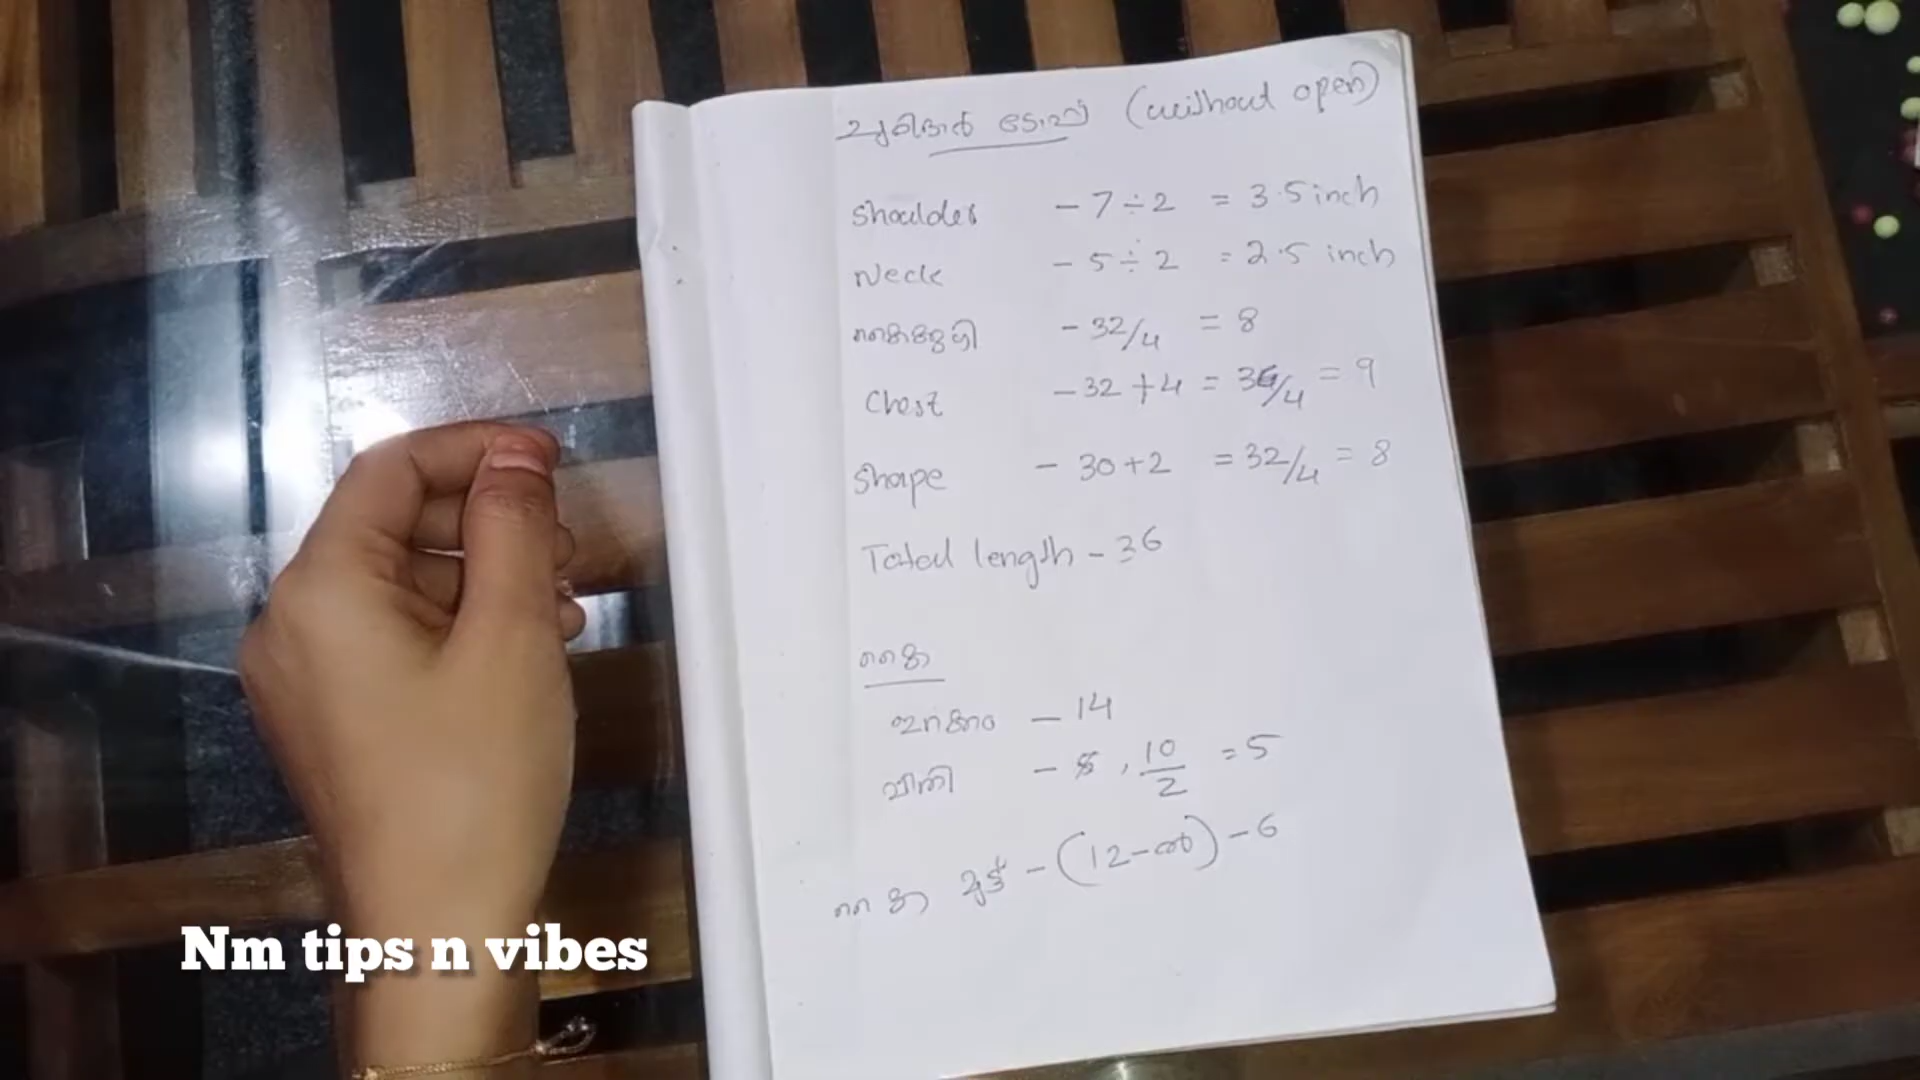 ചുരിദാർ ടോപ്പ് (without open)
Shoulder - 7 ÷ 2 = 3.5 inch
Neck - 5 ÷ 2 = 2.5 inch
കൈകുഴി - 32/4 = 8
Chest - 32 + 4 = 36/4 = 9
Shape - 30 + 2 = 32/4 = 8
Total length - 36
കൈ
ഇറക്കം - 14
വീതി - 10/2 = 5
കൈ മുട്ട് - (12 - ൽ) - 6
Nm tips n vibes